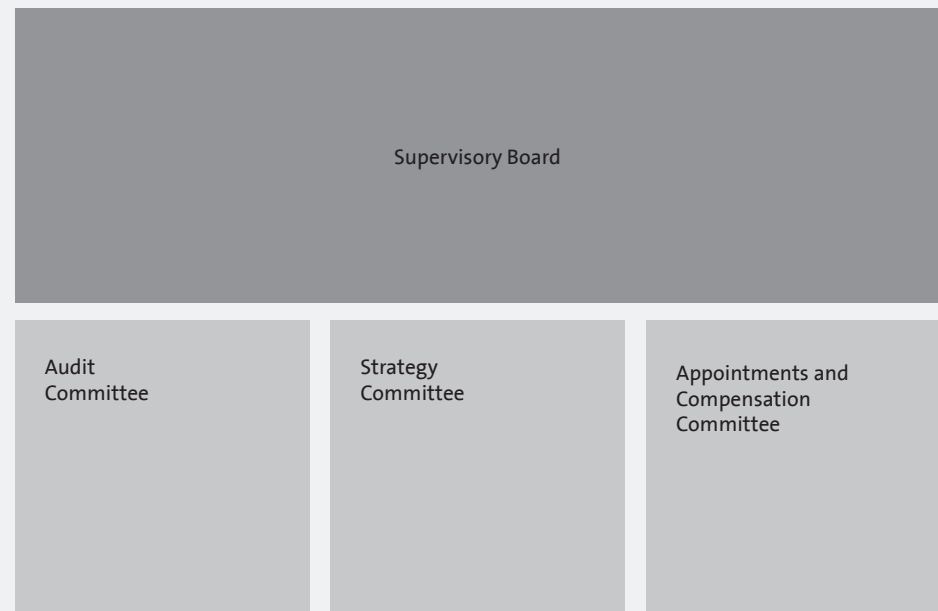 Supervisory Board
Audit
Committee
Strategy
Committee
Appointments and
Compensation
Committee